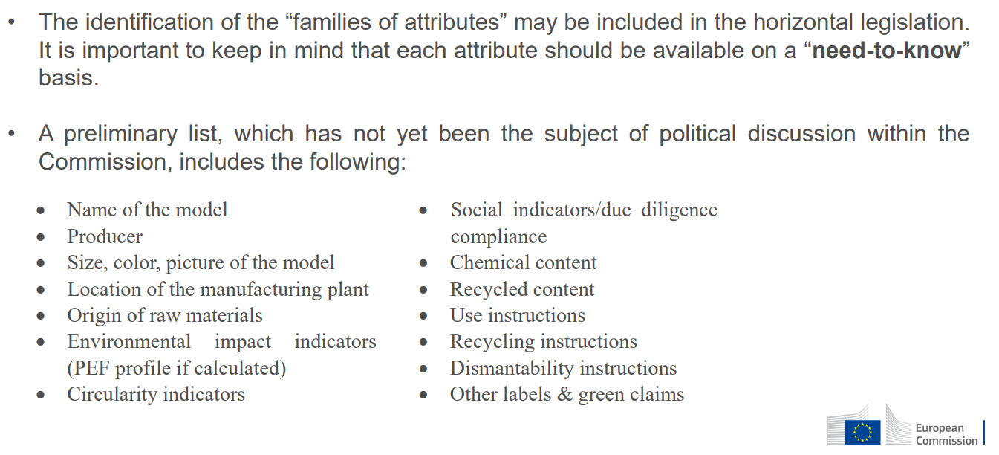 • The identification of the “families of attributes” may be included in the horizontal legislation.
It is important to keep in mind that each attribute should be available on a “need-to-know”
basis.
• A preliminary list, which has not yet been the subject of political discussion within the
Commission, includes the following:
• Name of the model
• Producer
• Size, color, picture of the model
• Location of the manufacturing plant
• Origin of raw materials
• Environmental impact indicators
(PEF profile if calculated)
• Circularity indicators
• Social indicators/due diligence
compliance
• Chemical content
• Recycled content
• Use instructions
• Recycling instructions
• Dismantability instructions
• Other labels & green claims
European
Commission